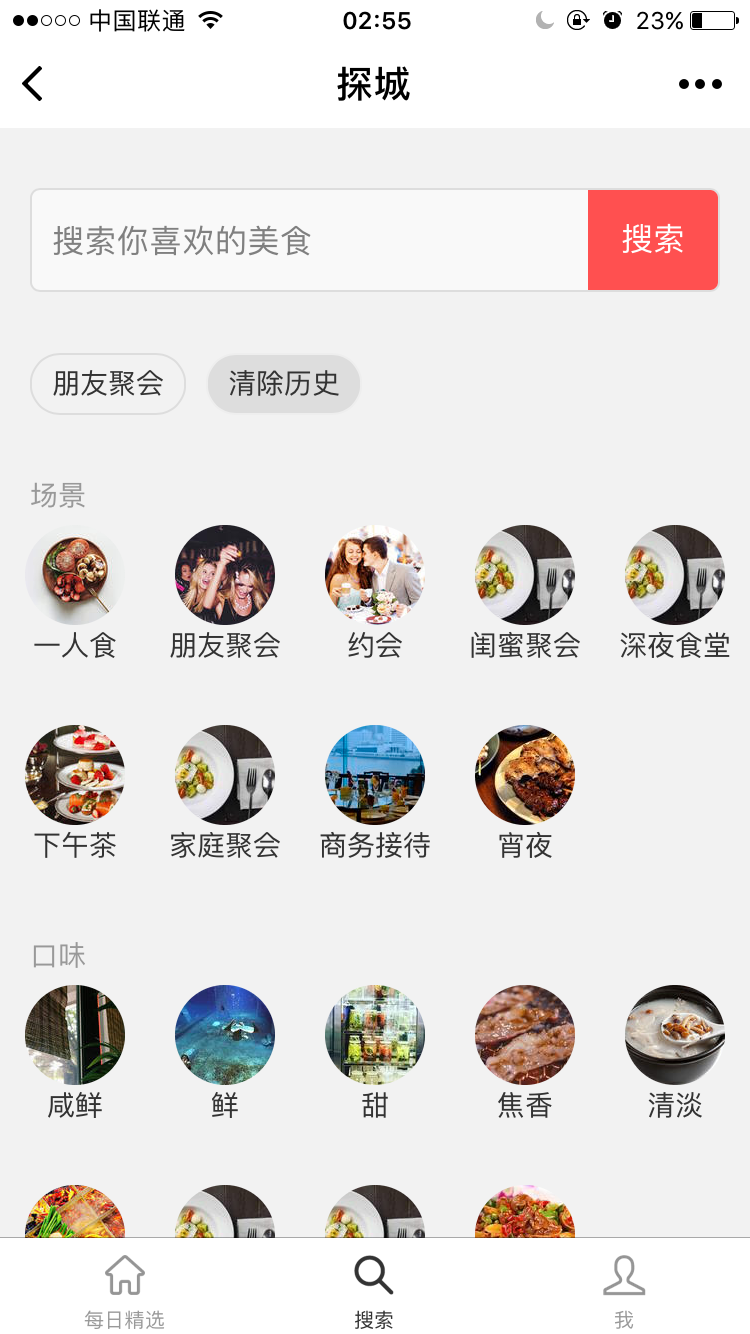 中国联通 02:55 23%
探城
搜索你喜欢的美食 搜索
朋友聚会 清除历史
场景
一人食 朋友聚会 约会 闺蜜聚会 深夜食堂
下午茶 家庭聚会 商务接待 宵夜
口味
咸鲜 鲜 甜 焦香 清淡
每日精选 搜索 我